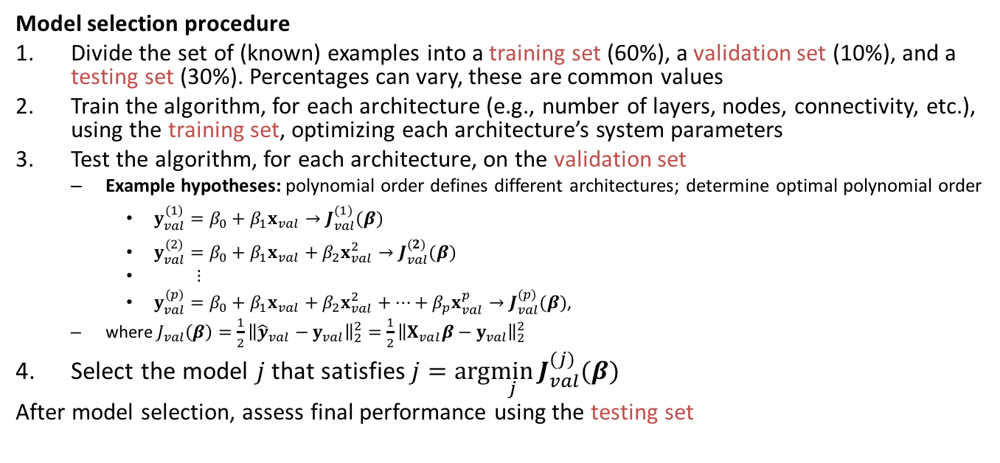 Model selection procedure
1. Divide the set of (known) examples into a training set (60%), a validation set (10%), and a
testing set (30%). Percentages can vary, these are common values
2. Train the algorithm, for each architecture (e.g., number of layers, nodes, connectivity, etc.),
using the training set, optimizing each architecture’s system parameters
3. Test the algorithm, for each architecture, on the validation set
– Example hypotheses: polynomial order defines different architectures; determine optimal polynomial order
• $\mathbf{y}_{val}^{(1)} = \beta_0 + \beta_1 \mathbf{x}_{val} \rightarrow \boldsymbol{J}_{val}^{(1)}(\boldsymbol{\beta})$
• $\mathbf{y}_{val}^{(2)} = \beta_0 + \beta_1 \mathbf{x}_{val} + \beta_2 \mathbf{x}_{val}^2 \rightarrow \boldsymbol{J}_{val}^{(\mathbf{2})}(\boldsymbol{\beta})$
• ⋮
• $\mathbf{y}_{val}^{(p)} = \beta_0 + \beta_1 \mathbf{x}_{val} + \beta_2 \mathbf{x}_{val}^2 + \cdots + \beta_p \mathbf{x}_{val}^p \rightarrow \boldsymbol{J}_{val}^{(p)}(\boldsymbol{\beta}),$
– where $J_{val}(\boldsymbol{\beta}) = \frac{1}{2} \|\hat{\mathbf{y}}_{val} - \mathbf{y}_{val}\|_2^2 = \frac{1}{2} \|\mathbf{X}_{val}\boldsymbol{\beta} - \mathbf{y}_{val}\|_2^2$
4. Select the model $j$ that satisfies $j = \underset{j}{\mathrm{argmin}} \boldsymbol{J}_{val}^{(j)}(\boldsymbol{\beta})$
After model selection, assess final performance using the testing set